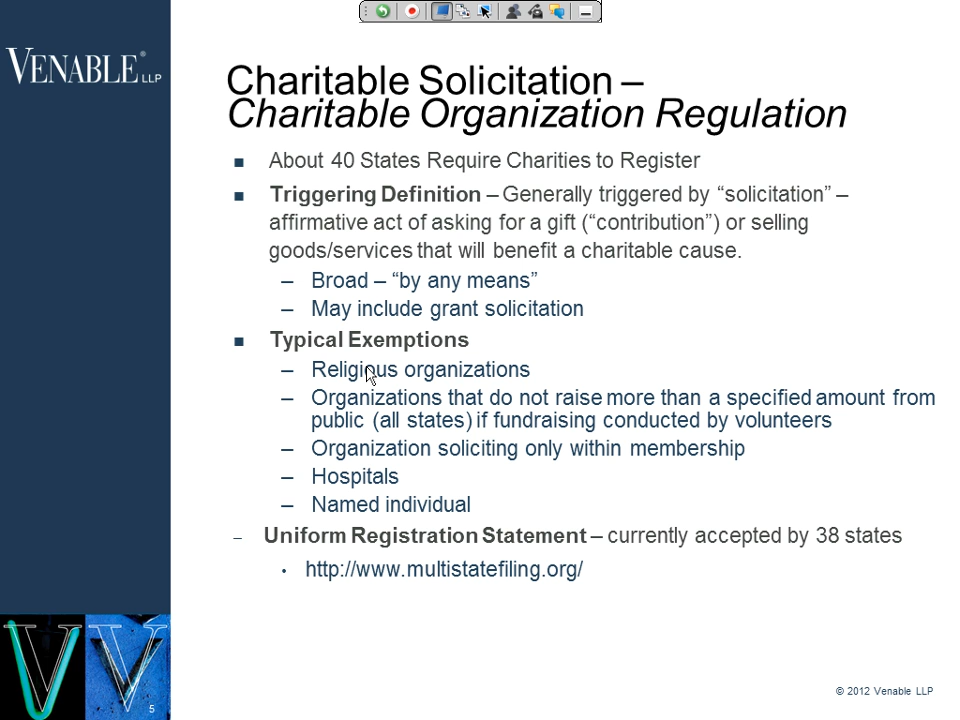 VENABLE® LLP
Charitable Solicitation –
Charitable Organization Regulation
■ About 40 States Require Charities to Register
■ Triggering Definition – Generally triggered by “solicitation” –
affirmative act of asking for a gift (“contribution”) or selling
goods/services that will benefit a charitable cause.
– Broad – “by any means”
– May include grant solicitation
■ Typical Exemptions
– Religious organizations
– Organizations that do not raise more than a specified amount from
public (all states) if fundraising conducted by volunteers
– Organization soliciting only within membership
– Hospitals
– Named individual
– Uniform Registration Statement – currently accepted by 38 states
• http://www.multistatefiling.org/
5
© 2012 Venable LLP